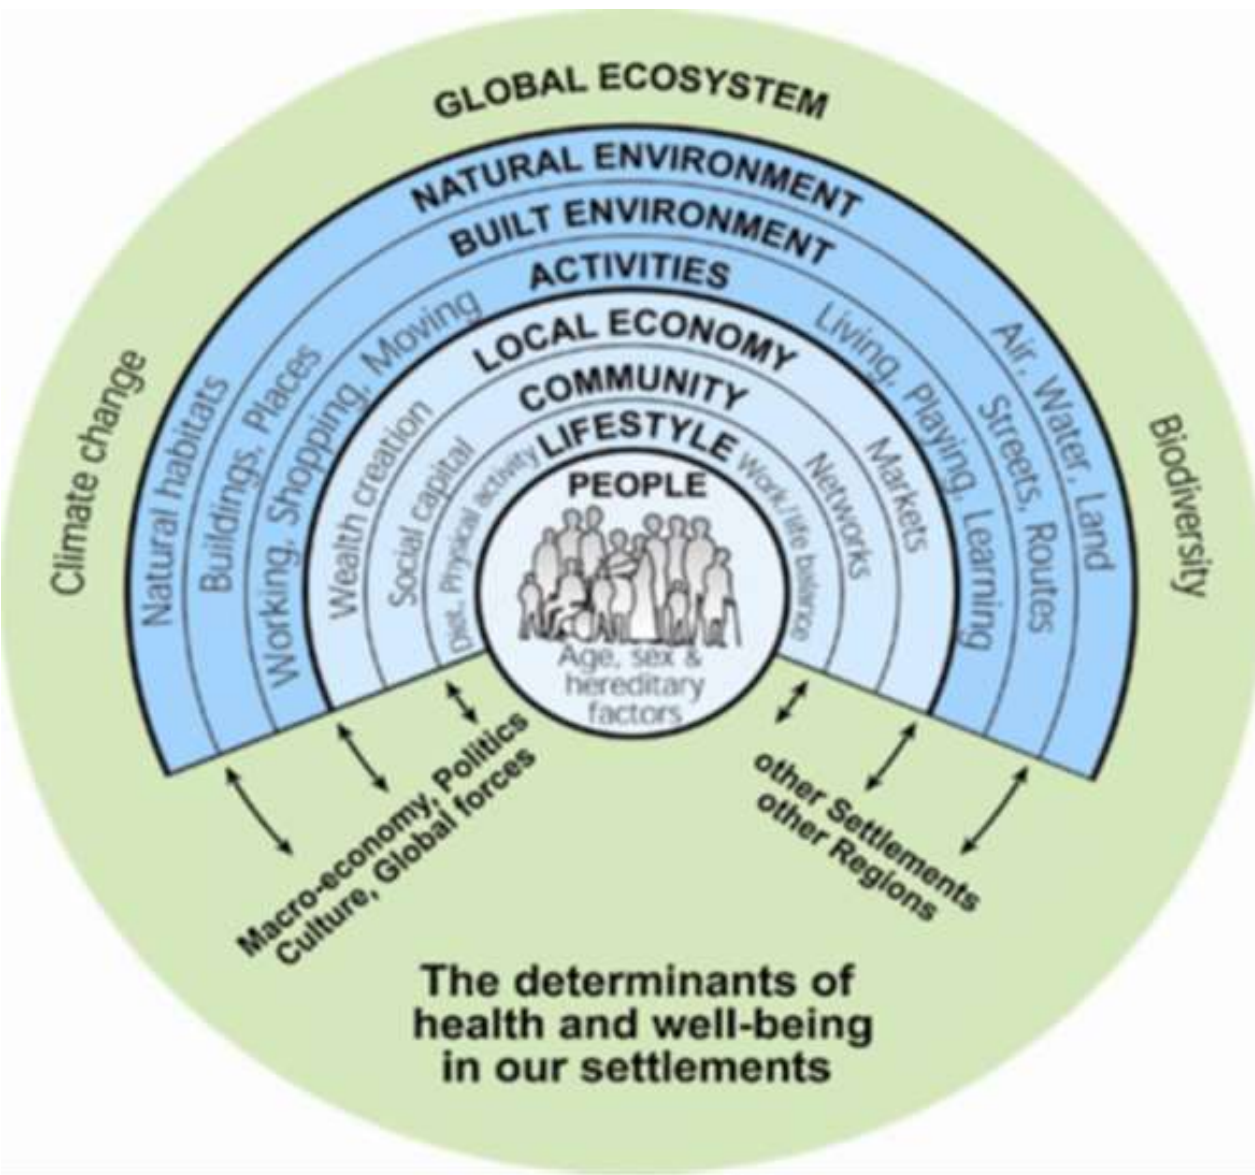 GLOBAL ECOSYSTEM
NATURAL ENVIRONMENT
BUILT ENVIRONMENT
ACTIVITIES
LOCAL ECONOMY
COMMUNITY
LIFESTYLE
PEOPLE
Age, sex &
hereditary
factors
Climate change
Natural habitats
Buildings, Places
Working, Shopping, Moving
Wealth creation
Social capital
Diet, Physical activity
Work/life balance
Networks
Markets
Living, Playing, Learning
Streets, Routes
Air, Water, Land
Biodiversity
Macro-economy, Politics
Culture, Global forces
other Settlements
other Regions
The determinants of
health and well-being
in our settlements